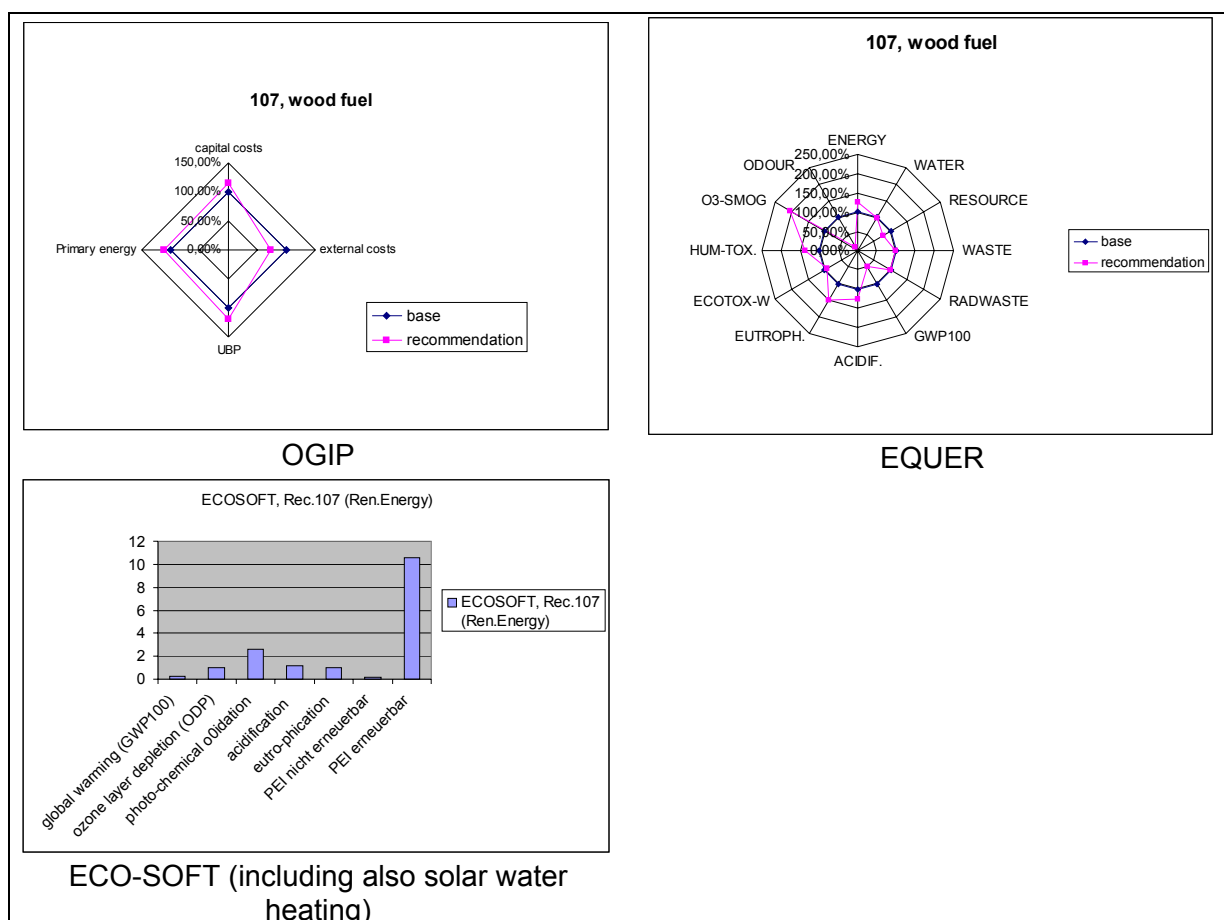 107, wood fuel
capital costs
150,00%
100,00%
50,00%
0,00%
Primary energy
external costs
UBP
base
recommendation
OGIP
107, wood fuel
ENERGY
250,00%
200,00%
150,00%
100,00%
50,00%
0,00%
WATER
RESOURCE
WASTE
RADWASTE
GWP100
ACIDIF.
EUTROPH.
ECOTOX-W
HUM-TOX.
O3-SMOG
ODOUR
base
recommendation
EQUER
ECOSOFT, Rec.107 (Ren.Energy)
12
10
8
6
4
2
0
global warming (GWP100)
ozone layer depletion (ODP)
photo-chemical o0idation
acidification
eutro-phication
PEI nicht erneuerbar
PEI erneuerbar
ECOSOFT, Rec.107
(Ren.Energy)
ECO-SOFT (including also solar water
heating)